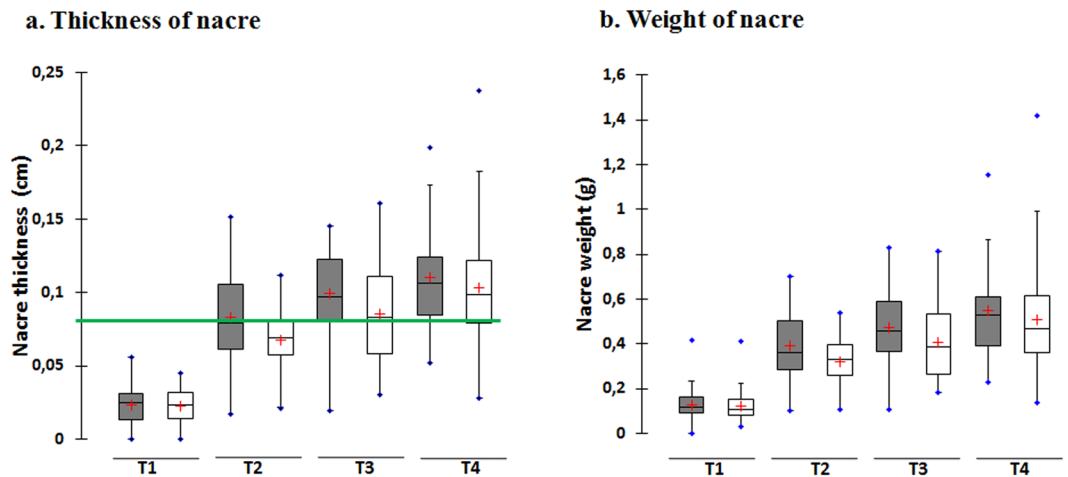 a. Thickness of nacre
Nacre thickness (cm)
0,25
0,2
0,15
0,1
0,05
0
T1
T2
T3
T4
b. Weight of nacre
Nacre weight (g)
1,6
1,4
1,2
1
0,8
0,6
0,4
0,2
0
T1
T2
T3
T4